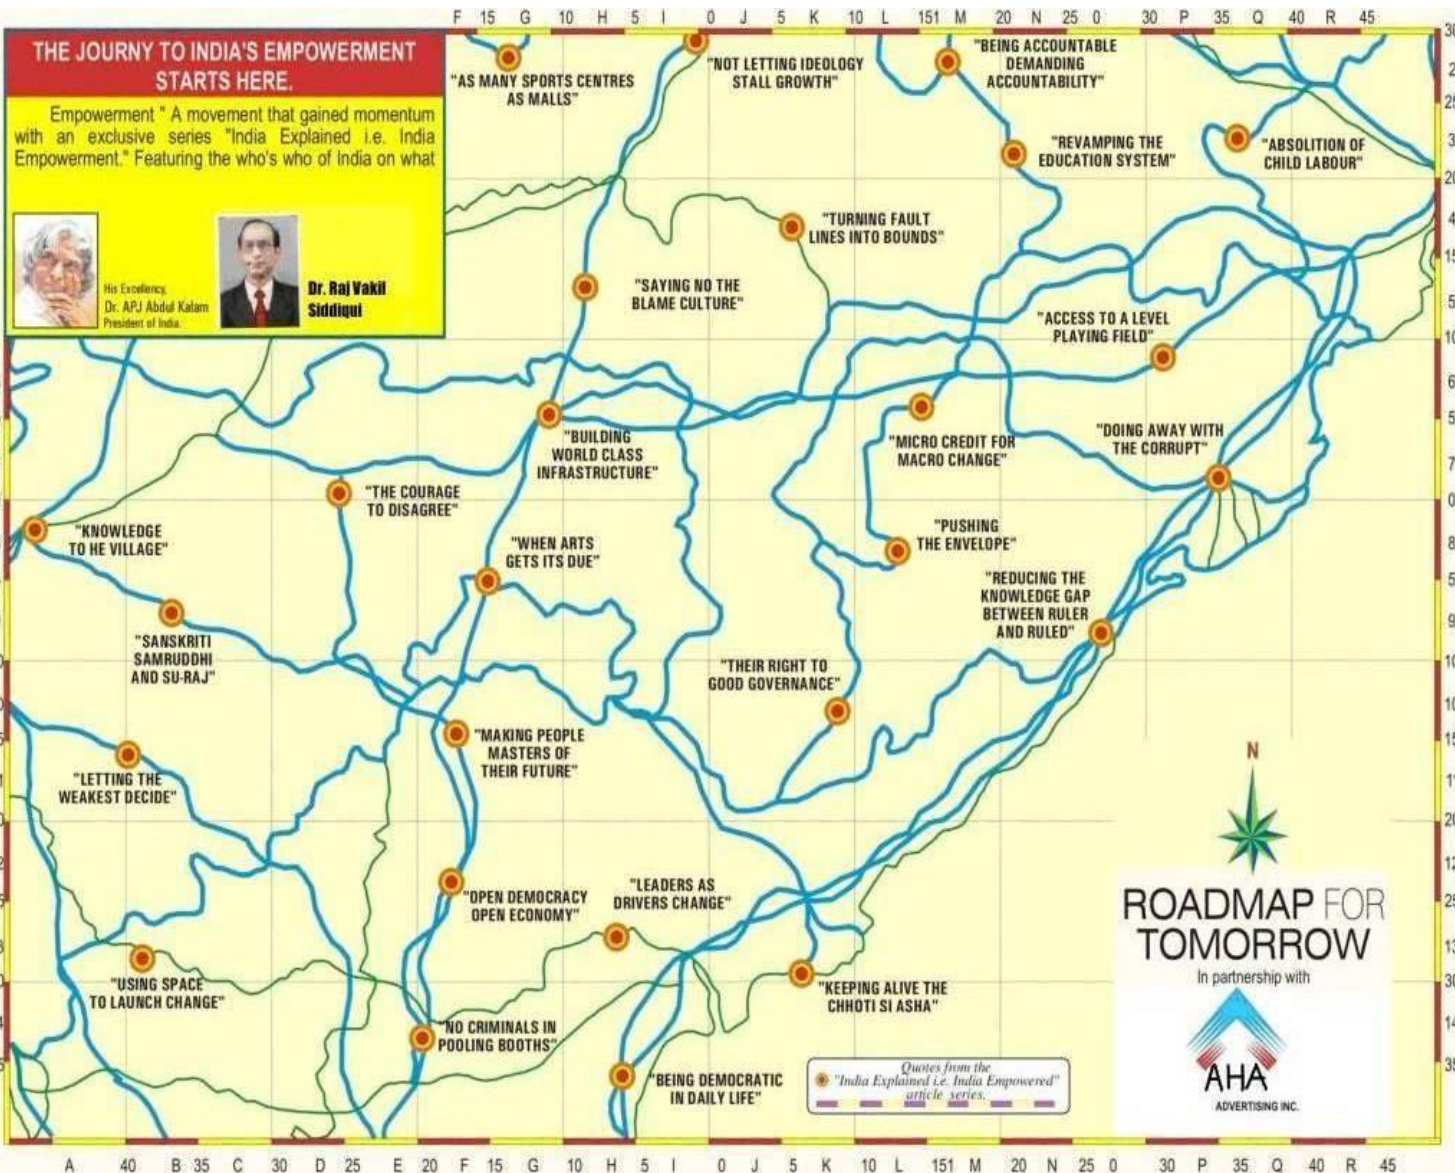 F 15 G 10 H 5 I 0 J 5 K 10 L 151 M 20 N 25 0 30 P 35 Q 40 R 45
THE JOURNY TO INDIA'S EMPOWERMENT
STARTS HERE.
Empowerment " A movement that gained momentum
with an exclusive series "India Explained i.e. India
Empowerment." Featuring the who's who of India on what
His Excellency,
Dr. APJ Abdul Kalam
President of India.
Dr. Raj Vakil
Siddiqui
"AS MANY SPORTS CENTRES
AS MALLS"
"NOT LETTING IDEOLOGY
STALL GROWTH"
"BEING ACCOUNTABLE
DEMANDING
ACCOUNTABILITY"
"REVAMPING THE
EDUCATION SYSTEM"
"ABSOLITION OF
CHILD LABOUR"
"TURNING FAULT
LINES INTO BOUNDS"
"SAYING NO THE
BLAME CULTURE"
"ACCESS TO A LEVEL
PLAYING FIELD"
"BUILDING
WORLD CLASS
INFRASTRUCTURE"
"MICRO CREDIT FOR
MACRO CHANGE"
"DOING AWAY WITH
THE CORRUPT"
"THE COURAGE
TO DISAGREE"
"KNOWLEDGE
TO HE VILLAGE"
"WHEN ARTS
GETS ITS DUE"
"PUSHING
THE ENVELOPE"
"REDUCING THE
KNOWLEDGE GAP
BETWEEN RULER
AND RULED"
"SANSKRITI
SAMRUDDHI
AND SU-RAJ"
"THEIR RIGHT TO
GOOD GOVERNANCE"
"MAKING PEOPLE
MASTERS OF
THEIR FUTURE"
"LETTING THE
WEAKEST DECIDE"
N
"OPEN DEMOCRACY
OPEN ECONOMY"
"LEADERS AS
DRIVERS CHANGE"
ROADMAP FOR
TOMORROW
In partnership with
AHA
ADVERTISING INC.
"USING SPACE
TO LAUNCH CHANGE"
"KEEPING ALIVE THE
CHHOTI SI ASHA"
"NO CRIMINALS IN
POOLING BOOTHS"
"BEING DEMOCRATIC
IN DAILY LIFE"
Quotes from the
"India Explained i.e. India Empowered"
article series.
A 40 B 35 C 30 D 25 E 20 F 15 G 10 H 5 I 0 J 5 K 10 L 151 M 20 N 25 0 30 P 35 Q 40 R 45